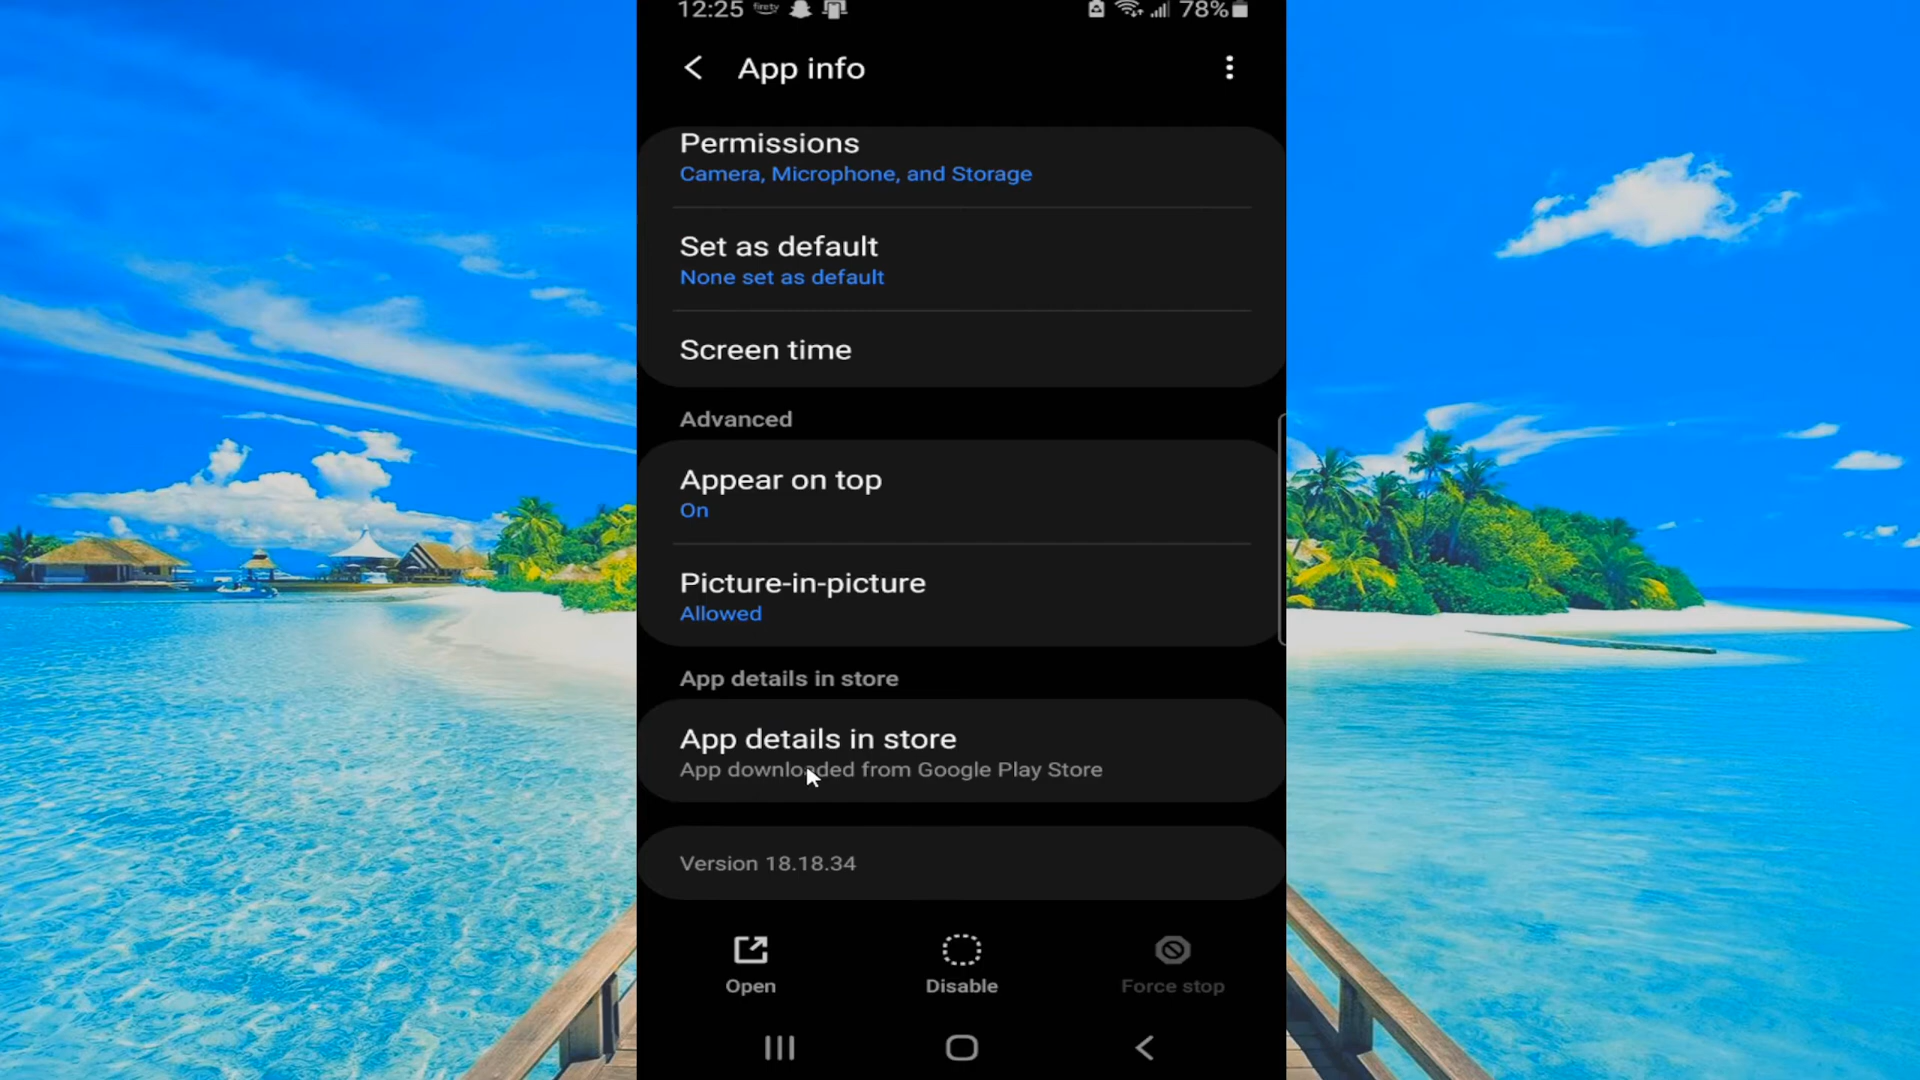 12:25 firetv 78%
App info
Permissions
Camera, Microphone, and Storage
Set as default
None set as default
Screen time
Advanced
Appear on top
On
Picture-in-picture
Allowed
App details in store
App details in store
App downloaded from Google Play Store
Version 18.18.34
Open Disable Force stop